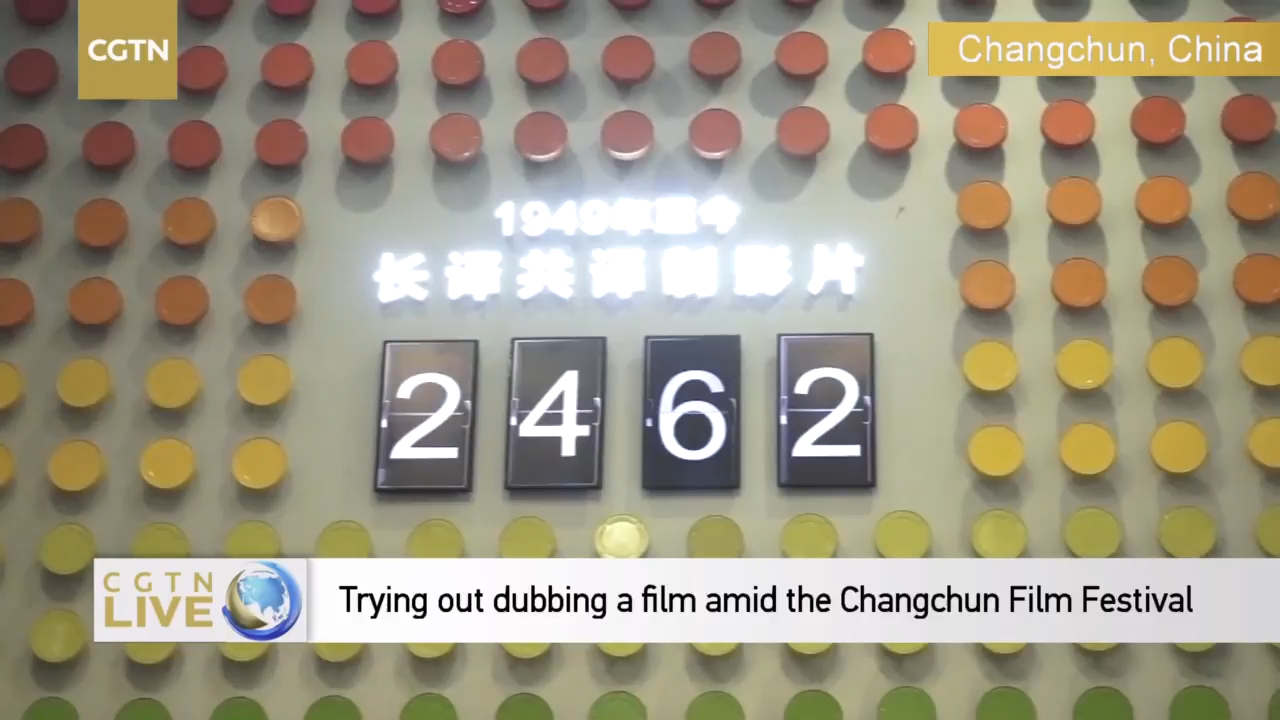 CGTN
Changchun, China
1949年至今
长译共译制影片
2462
CGTN
LIVE
Trying out dubbing a film amid the Changchun Film Festival